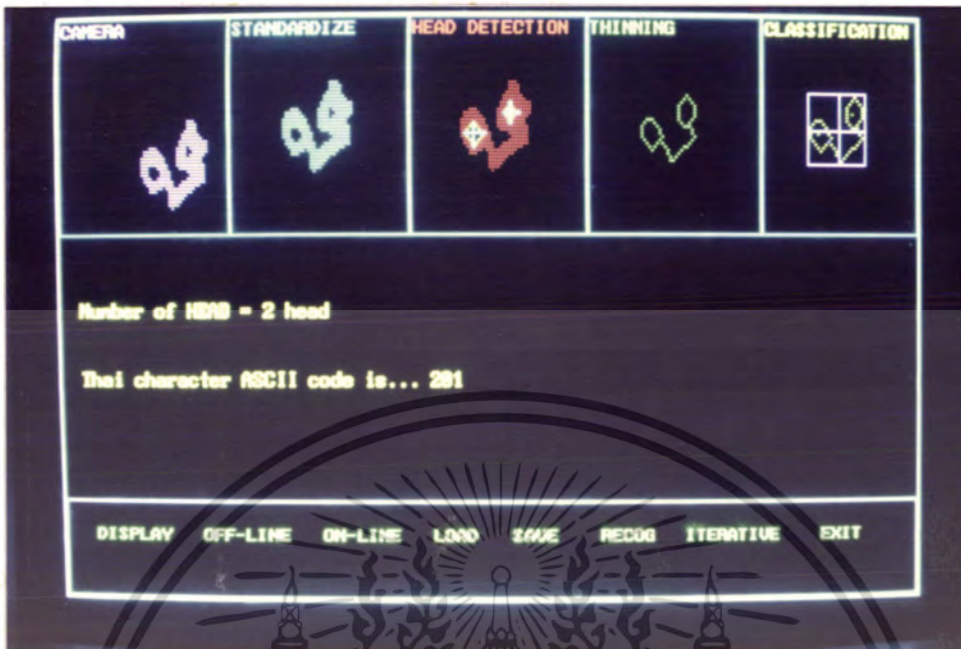 CAMERA STANDARDIZE HEAD DETECTION THINNING CLASSIFICATION
Number of HEAD = 2 head
Thai character ASCII code is... 201
DISPLAY OFF-LINE ON-LINE LOAD SAVE RECOG ITERATIVE EXIT